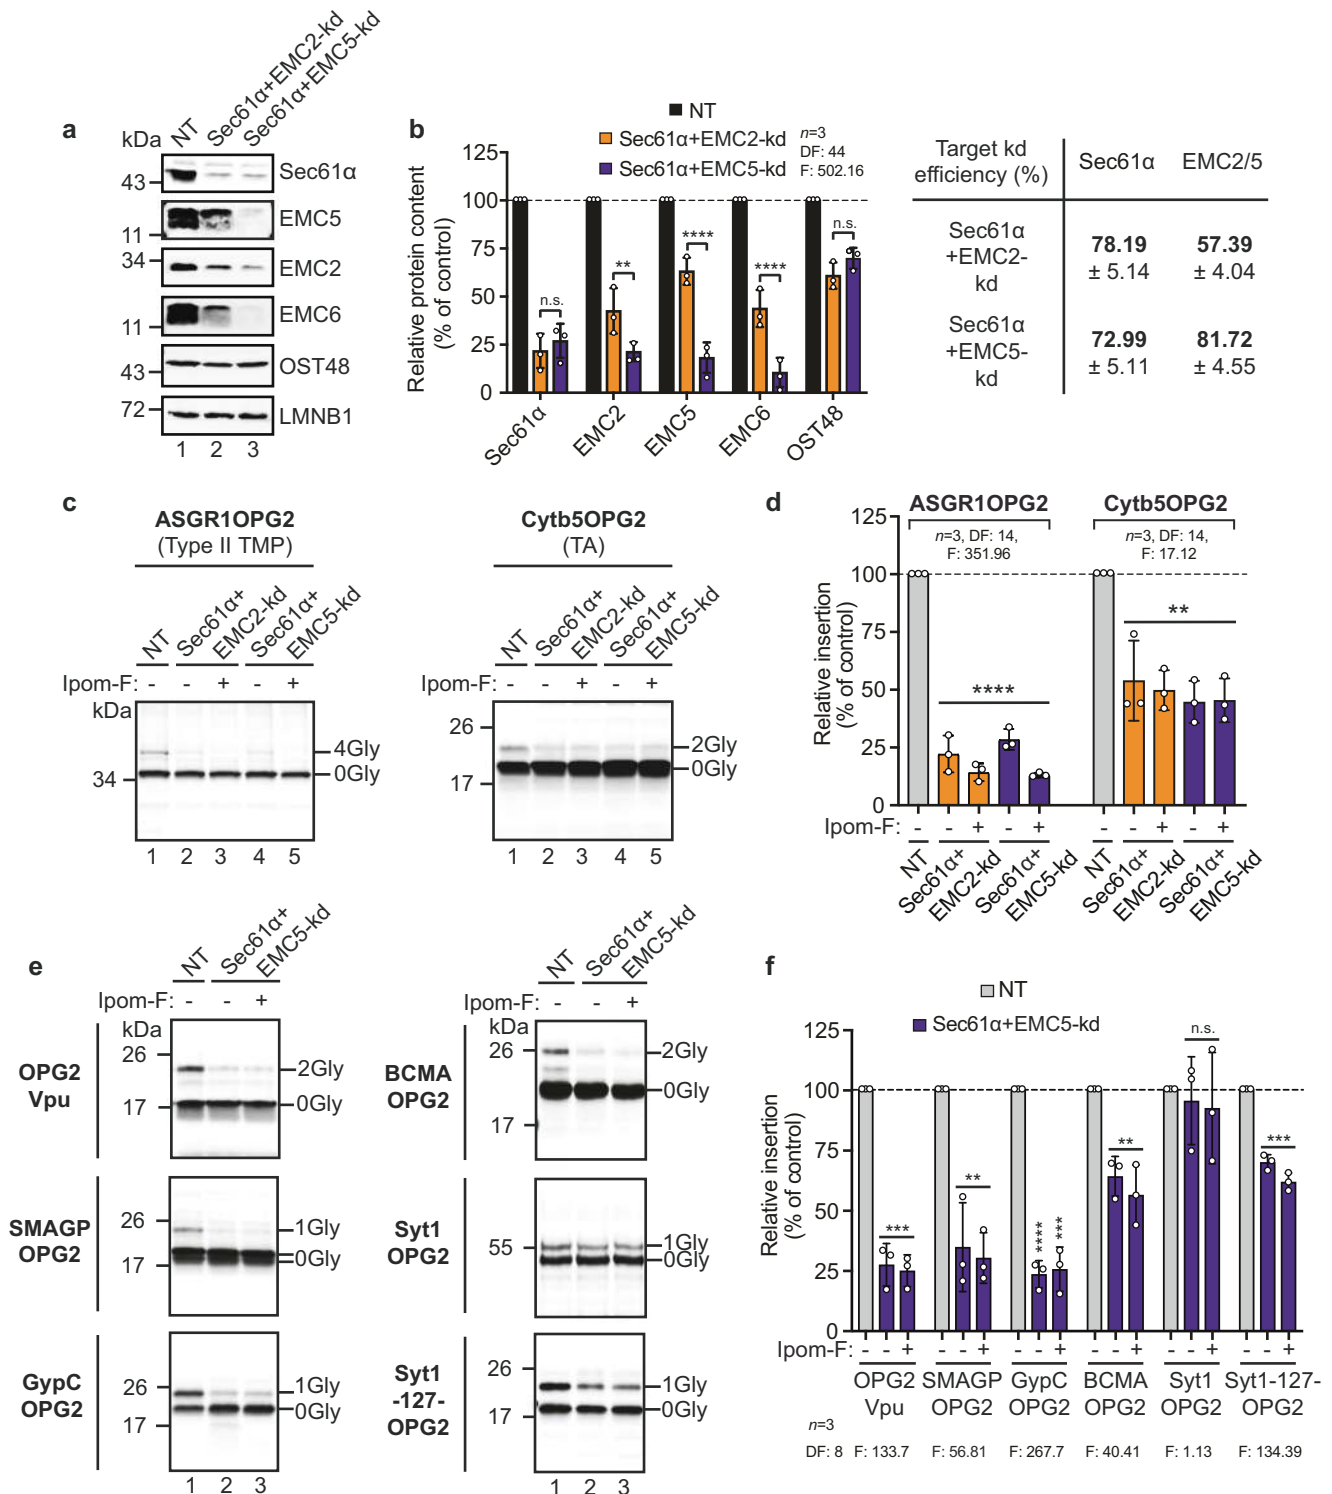 a
kDa
NT
Sec61α+EMC2-kd
Sec61α+EMC5-kd
43
Sec61α
11
EMC5
34
EMC2
11
EMC6
43
OST48
72
LMNB1
1 2 3
b
NT
Sec61α+EMC2-kd
Sec61α+EMC5-kd
n=3
DF: 44
F: 502.16
Relative protein content
(% of control)
125
100
75
50
25
0
n.s.
**
****
****
n.s.
Sec61α
EMC2
EMC5
EMC6
OST48
Target kd
efficiency (%)
Sec61α
EMC2/5
Sec61α
+EMC2-
kd
78.19
± 5.14
57.39
± 4.04
Sec61α
+EMC5-
kd
72.99
± 5.11
81.72
± 4.55
c
ASGR1OPG2
(Type II TMP)
NT
Sec61α+
EMC2-kd
Sec61α+
EMC5-kd
Ipom-F: - - + - +
kDa
34
4Gly
0Gly
1 2 3 4 5
Cytb5OPG2
(TA)
NT
Sec61α+
EMC2-kd
Sec61α+
EMC5-kd
Ipom-F: - - + - +
26
17
2Gly
0Gly
1 2 3 4 5
d
ASGR1OPG2
n=3, DF: 14,
F: 351.96
Cytb5OPG2
n=3, DF: 14,
F: 17.12
Relative insertion
(% of control)
125
100
75
50
25
0
****
**
Ipom-F: - - + - + - - + - +
NT
Sec61α+
EMC2-kd
Sec61α+
EMC5-kd
NT
Sec61α+
EMC2-kd
Sec61α+
EMC5-kd
e
NT
Sec61α+
EMC5-kd
Ipom-F: - - +
kDa
OPG2
Vpu
26
17
2Gly
0Gly
SMAGP
OPG2
26
17
1Gly
0Gly
GypC
OPG2
26
17
1Gly
0Gly
1 2 3
NT
Sec61α+
EMC5-kd
Ipom-F: - - +
kDa
BCMA
OPG2
26
17
2Gly
0Gly
Syt1
OPG2
55
1Gly
0Gly
Syt1
-127-
OPG2
26
17
1Gly
0Gly
1 2 3
f
NT
Sec61α+EMC5-kd
Relative insertion
(% of control)
125
100
75
50
25
0
***
**
****
***
**
n.s.
***
Ipom-F: - - + - - + - - + - - + - - + - - +
OPG2
Vpu
SMAGP
OPG2
GypC
OPG2
BCMA
OPG2
Syt1
OPG2
Syt1-127-
OPG2
n=3
DF: 8 F: 133.7 F: 56.81 F: 267.7 F: 40.41 F: 1.13 F: 134.39